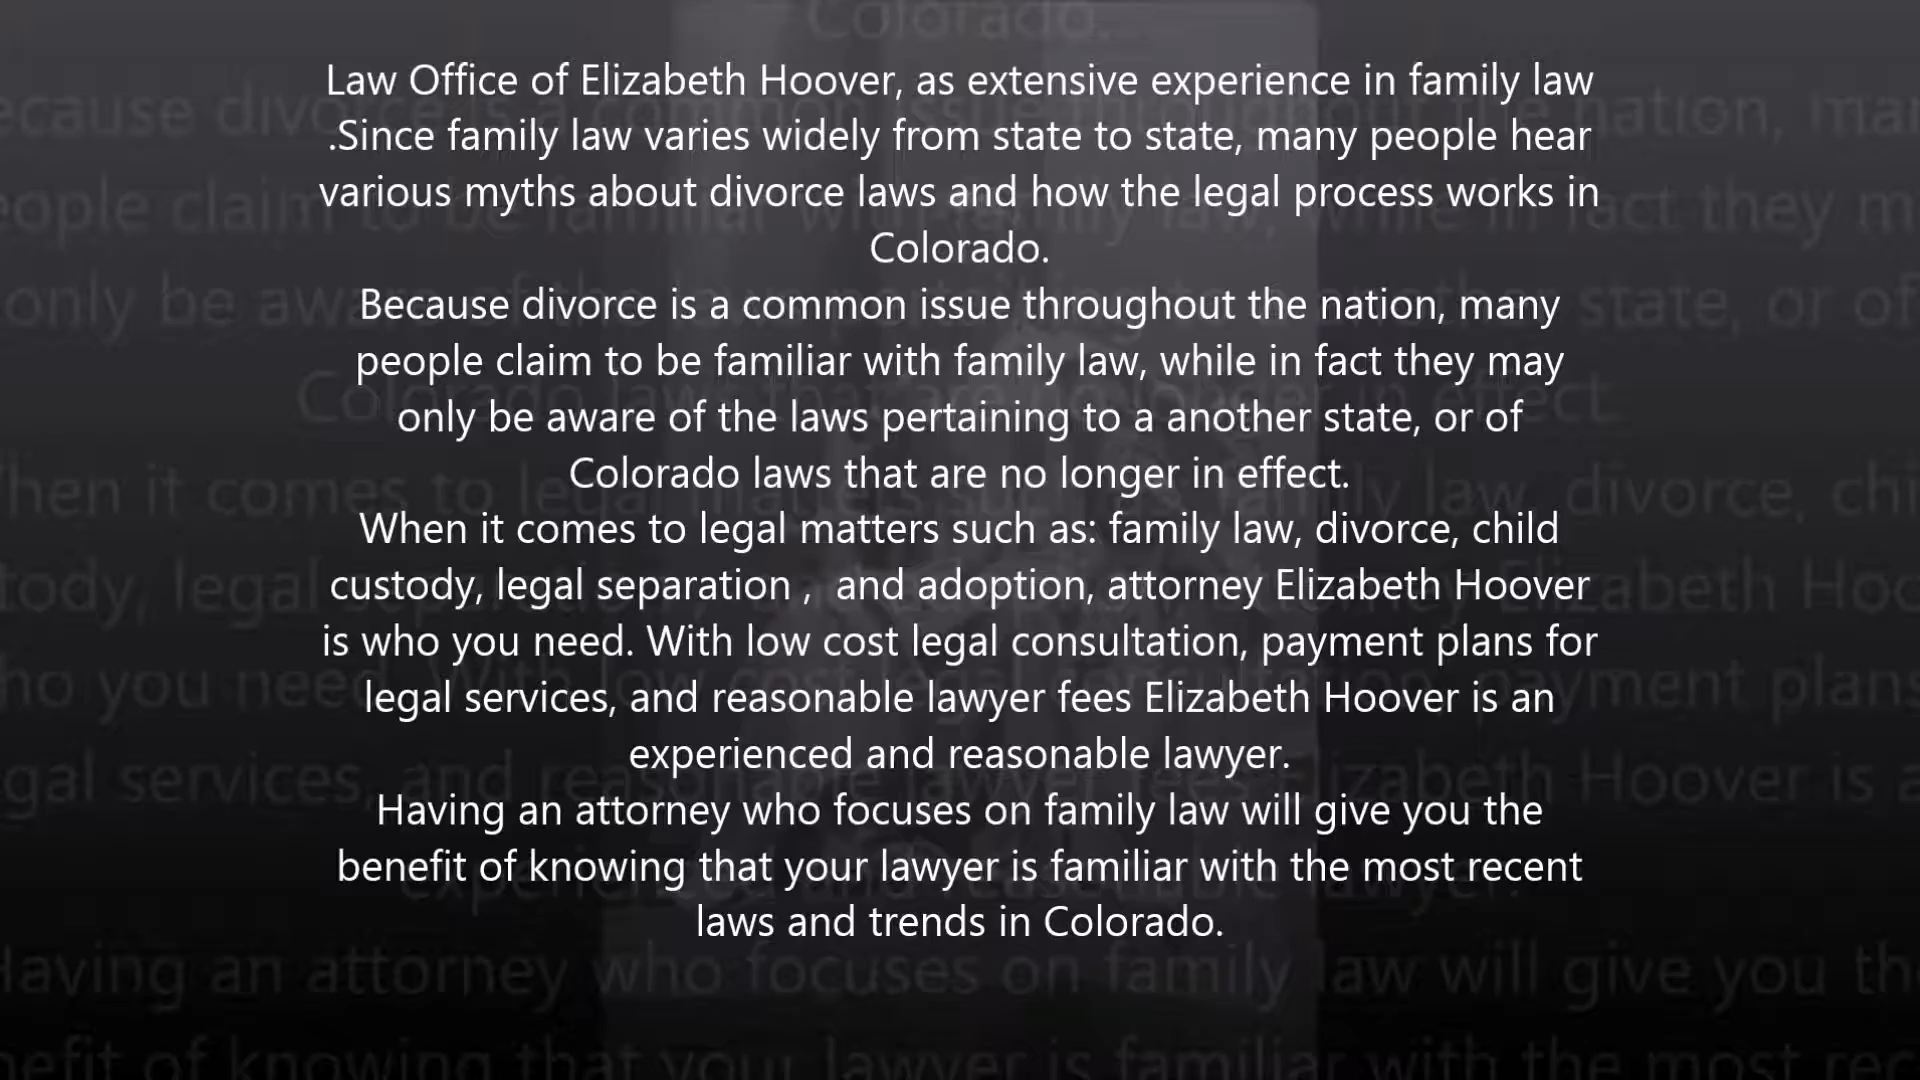 Law Office of Elizabeth Hoover, as extensive experience in family law
.Since family law varies widely from state to state, many people hear
various myths about divorce laws and how the legal process works in
Colorado.
Because divorce is a common issue throughout the nation, many
people claim to be familiar with family law, while in fact they may
only be aware of the laws pertaining to a another state, or of
Colorado laws that are no longer in effect.
When it comes to legal matters such as: family law, divorce, child
custody, legal separation ,  and adoption, attorney Elizabeth Hoover
is who you need. With low cost legal consultation, payment plans for
legal services, and reasonable lawyer fees Elizabeth Hoover is an
experienced and reasonable lawyer.
Having an attorney who focuses on family law will give you the
benefit of knowing that your lawyer is familiar with the most recent
laws and trends in Colorado.